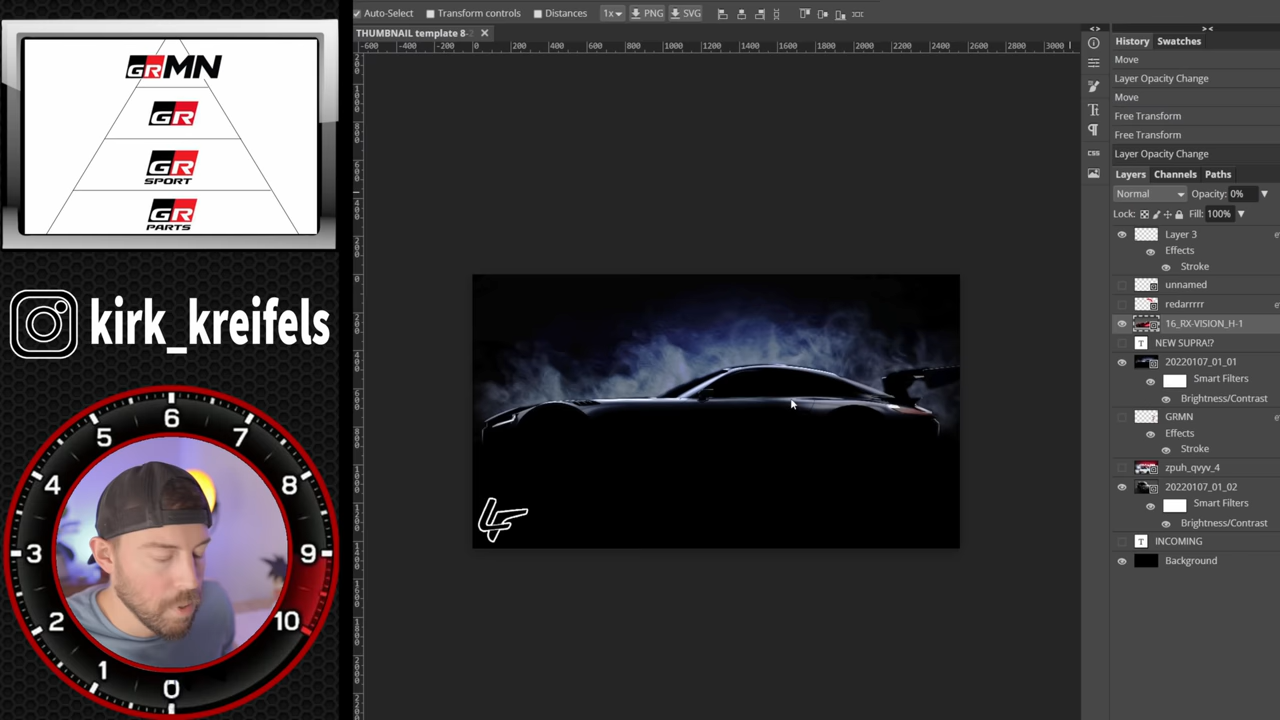 GRMN
GR
GR
SPORT
GR
PARTS
kirk_kreifels
6
5
7
4
8
3
9
2
10
1
0
Auto-Select
Transform controls
Distances
1x
PNG
SVG
THUMBNAIL template 8-2
-600 -400 -200 0 200 400 600 800 1000 1200 1400 1600 1800 2000 2200 2400 2600 2800 3000
LF
CSS
History Swatches
Move
Layer Opacity Change
Move
Free Transform
Free Transform
Layer Opacity Change
Layers Channels Paths
Normal Opacity: 0%
Lock: Fill: 100%
Layer 3
Effects
Stroke
unnamed
redarrrrr
16_RX-VISION_H-1
NEW SUPRA!?
20220107_01_01
Smart Filters
Brightness/Contrast
GRMN
Effects
Stroke
zpuh_qvyv_4
20220107_01_02
Smart Filters
Brightness/Contrast
INCOMING
Background